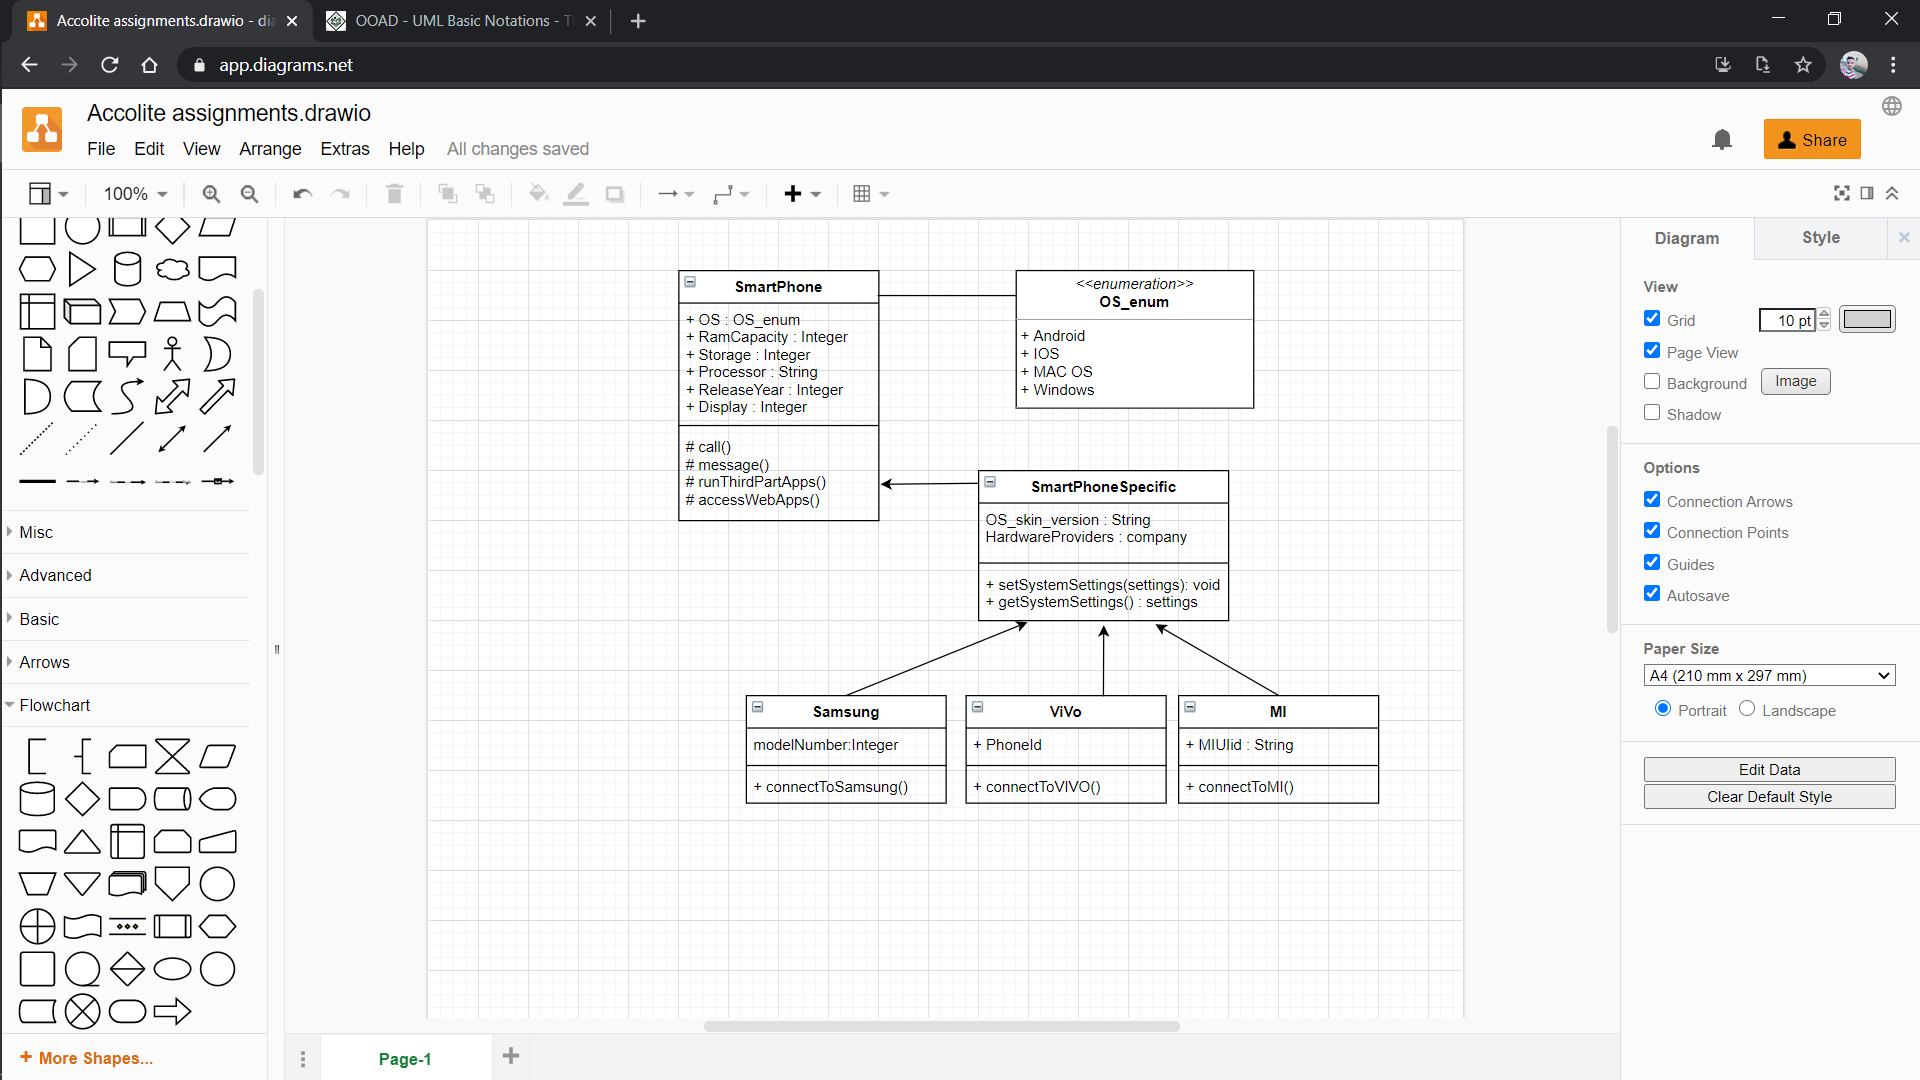 Accolite assignments.drawio - dia
OOAD - UML Basic Notations - T
app.diagrams.net
Accolite assignments.drawio
File Edit View Arrange Extras Help All changes saved
Share
100%
Diagram Style
View
Grid 10 pt
Page View
Background Image
Shadow
Options
Connection Arrows
Connection Points
Guides
Autosave
Paper Size
A4 (210 mm x 297 mm)
Portrait Landscape
Edit Data
Clear Default Style
Misc
Advanced
Basic
Arrows
Flowchart
+ More Shapes...
SmartPhone
+ OS : OS_enum
+ RamCapacity : Integer
+ Storage : Integer
+ Processor : String
+ ReleaseYear : Integer
+ Display : Integer
# call()
# message()
# runThirdPartApps()
# accessWebApps()
<<enumeration>>
OS_enum
+ Android
+ IOS
+ MAC OS
+ Windows
SmartPhoneSpecific
OS_skin_version : String
HardwareProviders : company
+ setSystemSettings(settings): void
+ getSystemSettings() : settings
Samsung
modelNumber:Integer
+ connectToSamsung()
ViVo
+ PhoneId
+ connectToVIVO()
MI
+ MIUIid : String
+ connectToMI()
Page-1